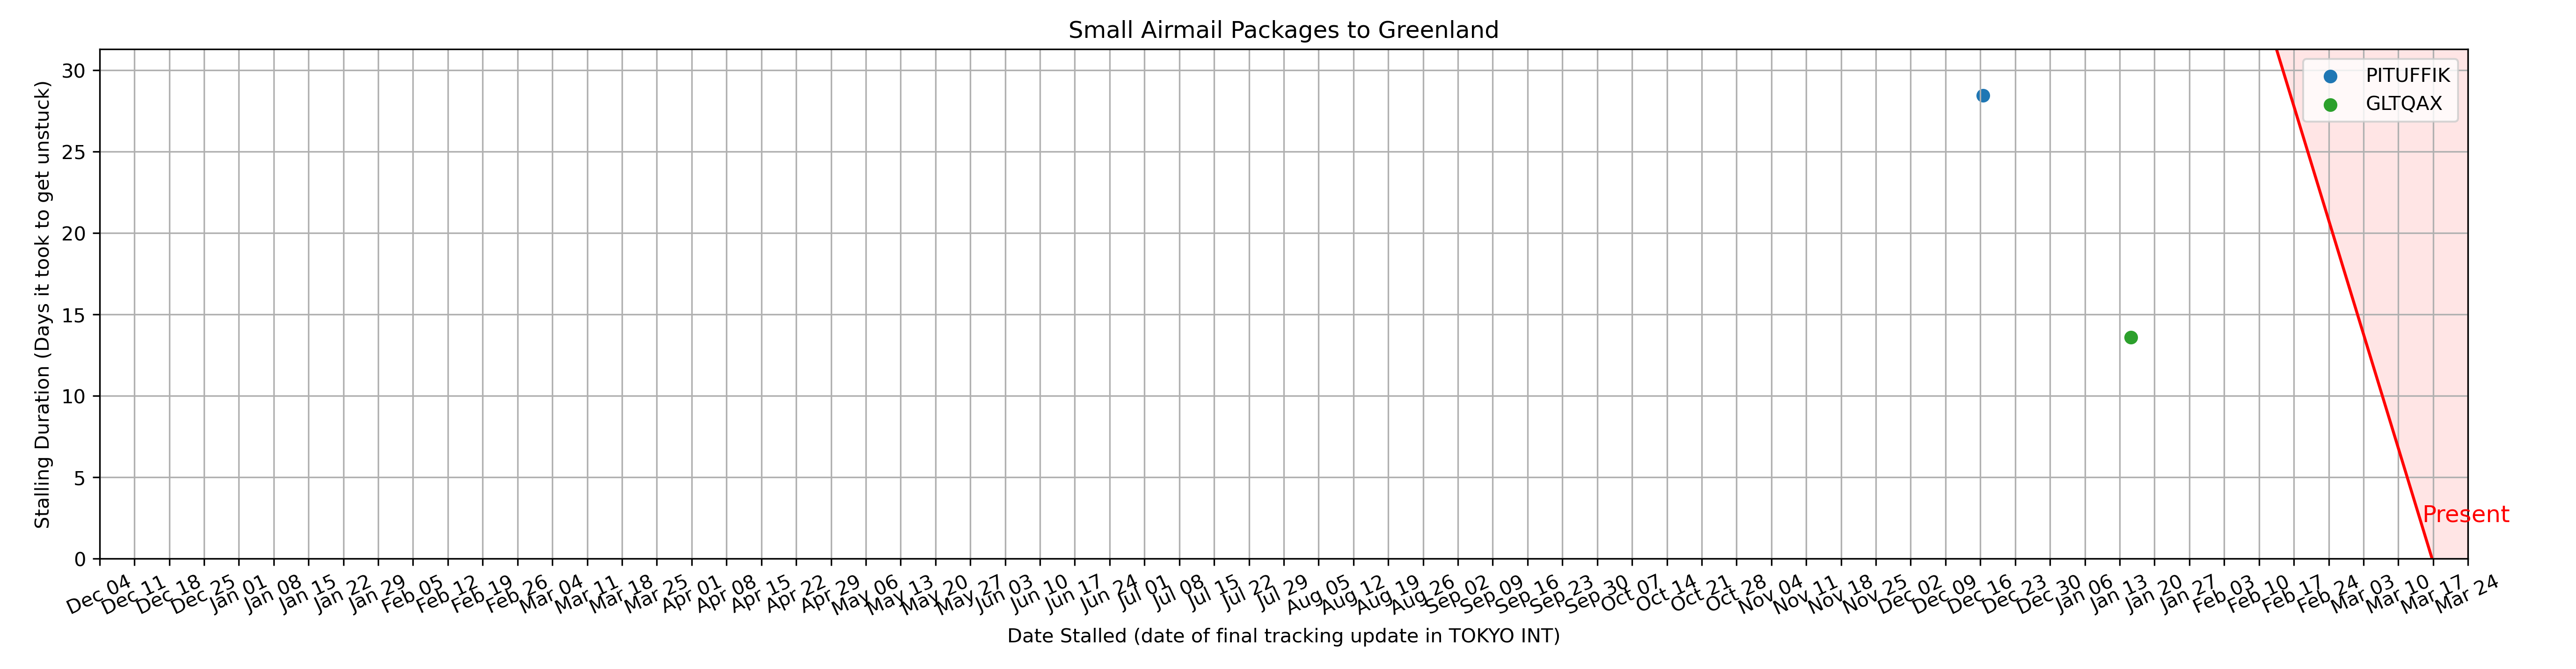 Small Airmail Packages to Greenland
Stalling Duration (Days it took to get unstuck)
30
25
20
15
10
5
0
PITUFFIK
GLTQAX
Present
Dec 04
Dec 11
Dec 18
Dec 25
Jan 01
Jan 08
Jan 15
Jan 22
Jan 29
Feb 05
Feb 12
Feb 19
Feb 26
Mar 04
Mar 11
Mar 18
Mar 25
Apr 01
Apr 08
Apr 15
Apr 22
Apr 29
May 06
May 13
May 20
May 27
Jun 03
Jun 10
Jun 17
Jun 24
Jul 01
Jul 08
Jul 15
Jul 22
Jul 29
Aug 05
Aug 12
Aug 19
Aug 26
Sep 02
Sep 09
Sep 16
Sep 23
Sep 30
Oct 07
Oct 14
Oct 21
Oct 28
Nov 04
Nov 11
Nov 18
Nov 25
Dec 02
Dec 09
Dec 16
Dec 23
Dec 30
Jan 06
Jan 13
Jan 20
Jan 27
Feb 03
Feb 10
Feb 17
Feb 24
Mar 03
Mar 10
Mar 17
Mar 24
Date Stalled (date of final tracking update in TOKYO INT)